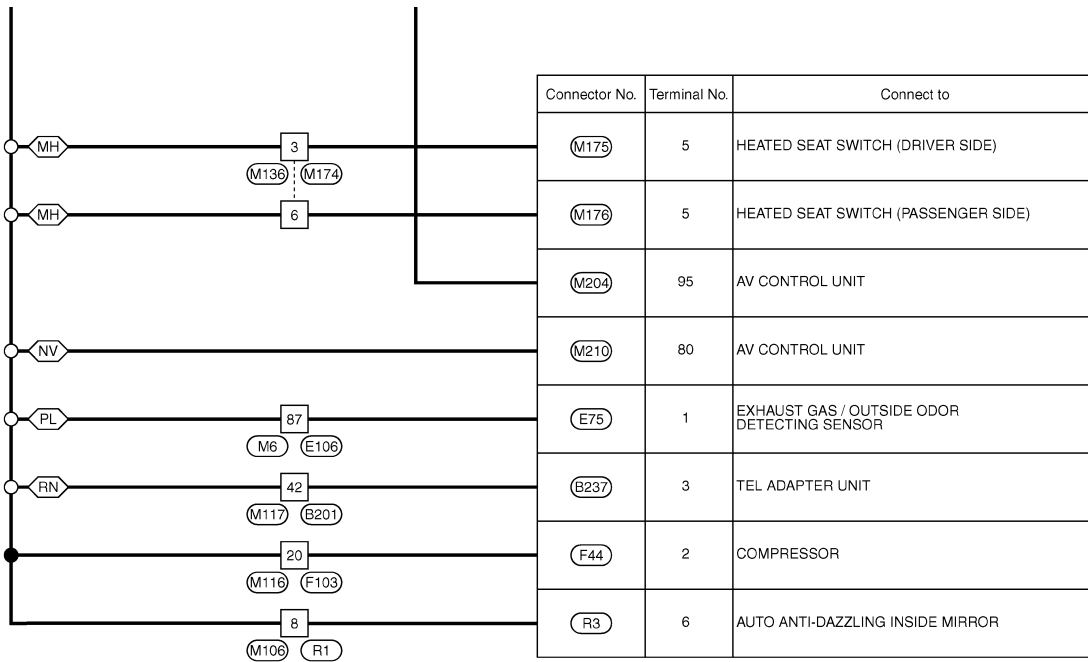 Connector No. Terminal No. Connect to
MH 3 M175 5 HEATED SEAT SWITCH (DRIVER SIDE)
M136 M174
MH 6 M176 5 HEATED SEAT SWITCH (PASSENGER SIDE)
M204 95 AV CONTROL UNIT
NV M210 80 AV CONTROL UNIT
PL 87 E75 1 EXHAUST GAS / OUTSIDE ODOR
DETECTING SENSOR
M6 E106
RN 42 B237 3 TEL ADAPTER UNIT
M117 B201
20 F44 2 COMPRESSOR
M116 F103
8 R3 6 AUTO ANTI-DAZZLING INSIDE MIRROR
M106 R1